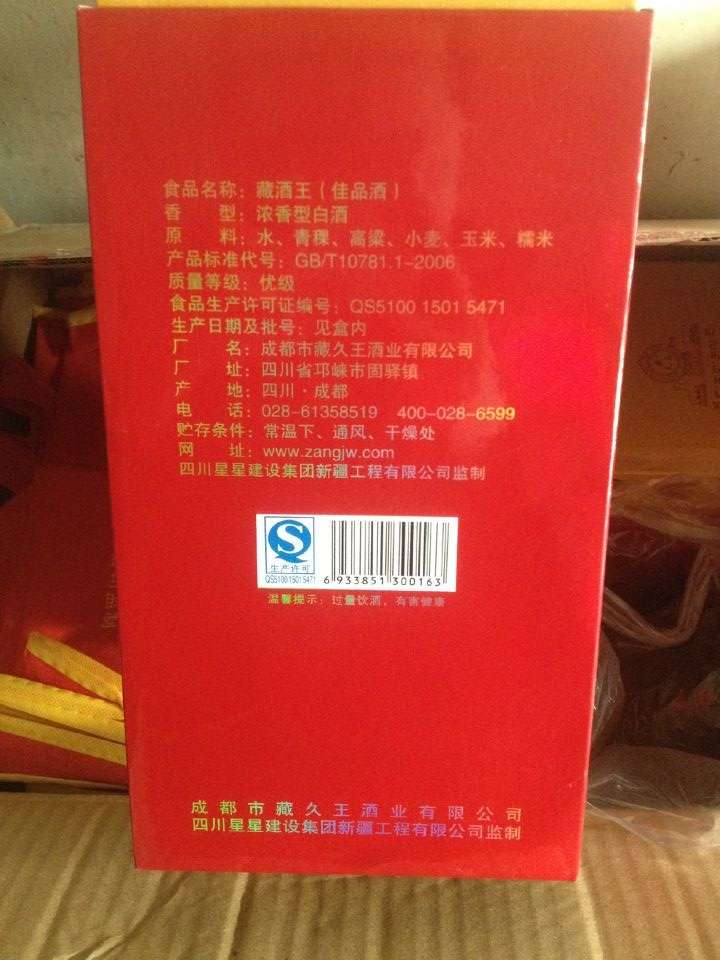 食品名称：藏酒王（佳品酒）
香　　型：浓香型白酒
原　　料：水、青稞、高粱、小麦、玉米、糯米
产品标准代号：GB/T10781.1-2006
质量等级：优级
食品生产许可证编号：QS5100 1501 5471
生产日期及批号：见盒内
厂　　名：成都市藏久王酒业有限公司
厂　　址：四川省邛崃市固驿镇
产　　地：四川·成都
电　　话：028-61358519　400-028-6599
贮存条件：常温下、通风、干燥处
网　　址：www.zangjw.com
四川星星建设集团新疆工程有限公司监制
生产许可
QS5100 1501 5471
6 933851 300163
温馨提示：过量饮酒，有害健康
成都市藏久王酒业有限公司
四川星星建设集团新疆工程有限公司监制